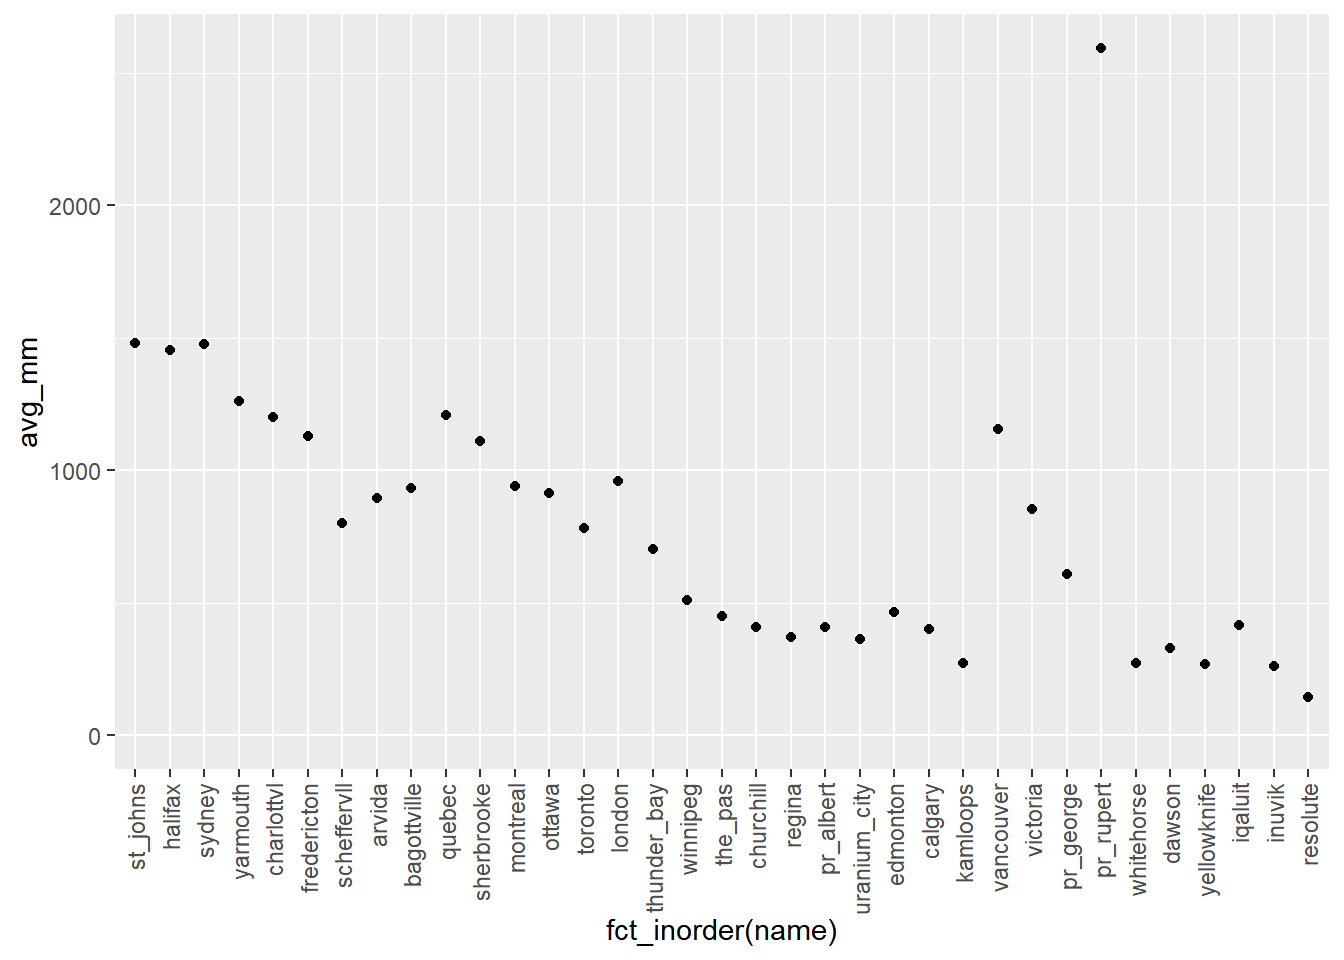 2000
1000
0
avg_mm
st_johns
halifax
sydney
yarmouth
charlottvl
fredericton
scheffervll
arvida
bagottville
quebec
sherbrooke
montreal
ottawa
toronto
london
thunder_bay
winnipeg
the_pas
churchill
regina
pr_albert
uranium_city
edmonton
calgary
kamloops
vancouver
victoria
pr_george
pr_rupert
whitehorse
dawson
yellowknife
iqaluit
inuvik
resolute
fct_inorder(name)